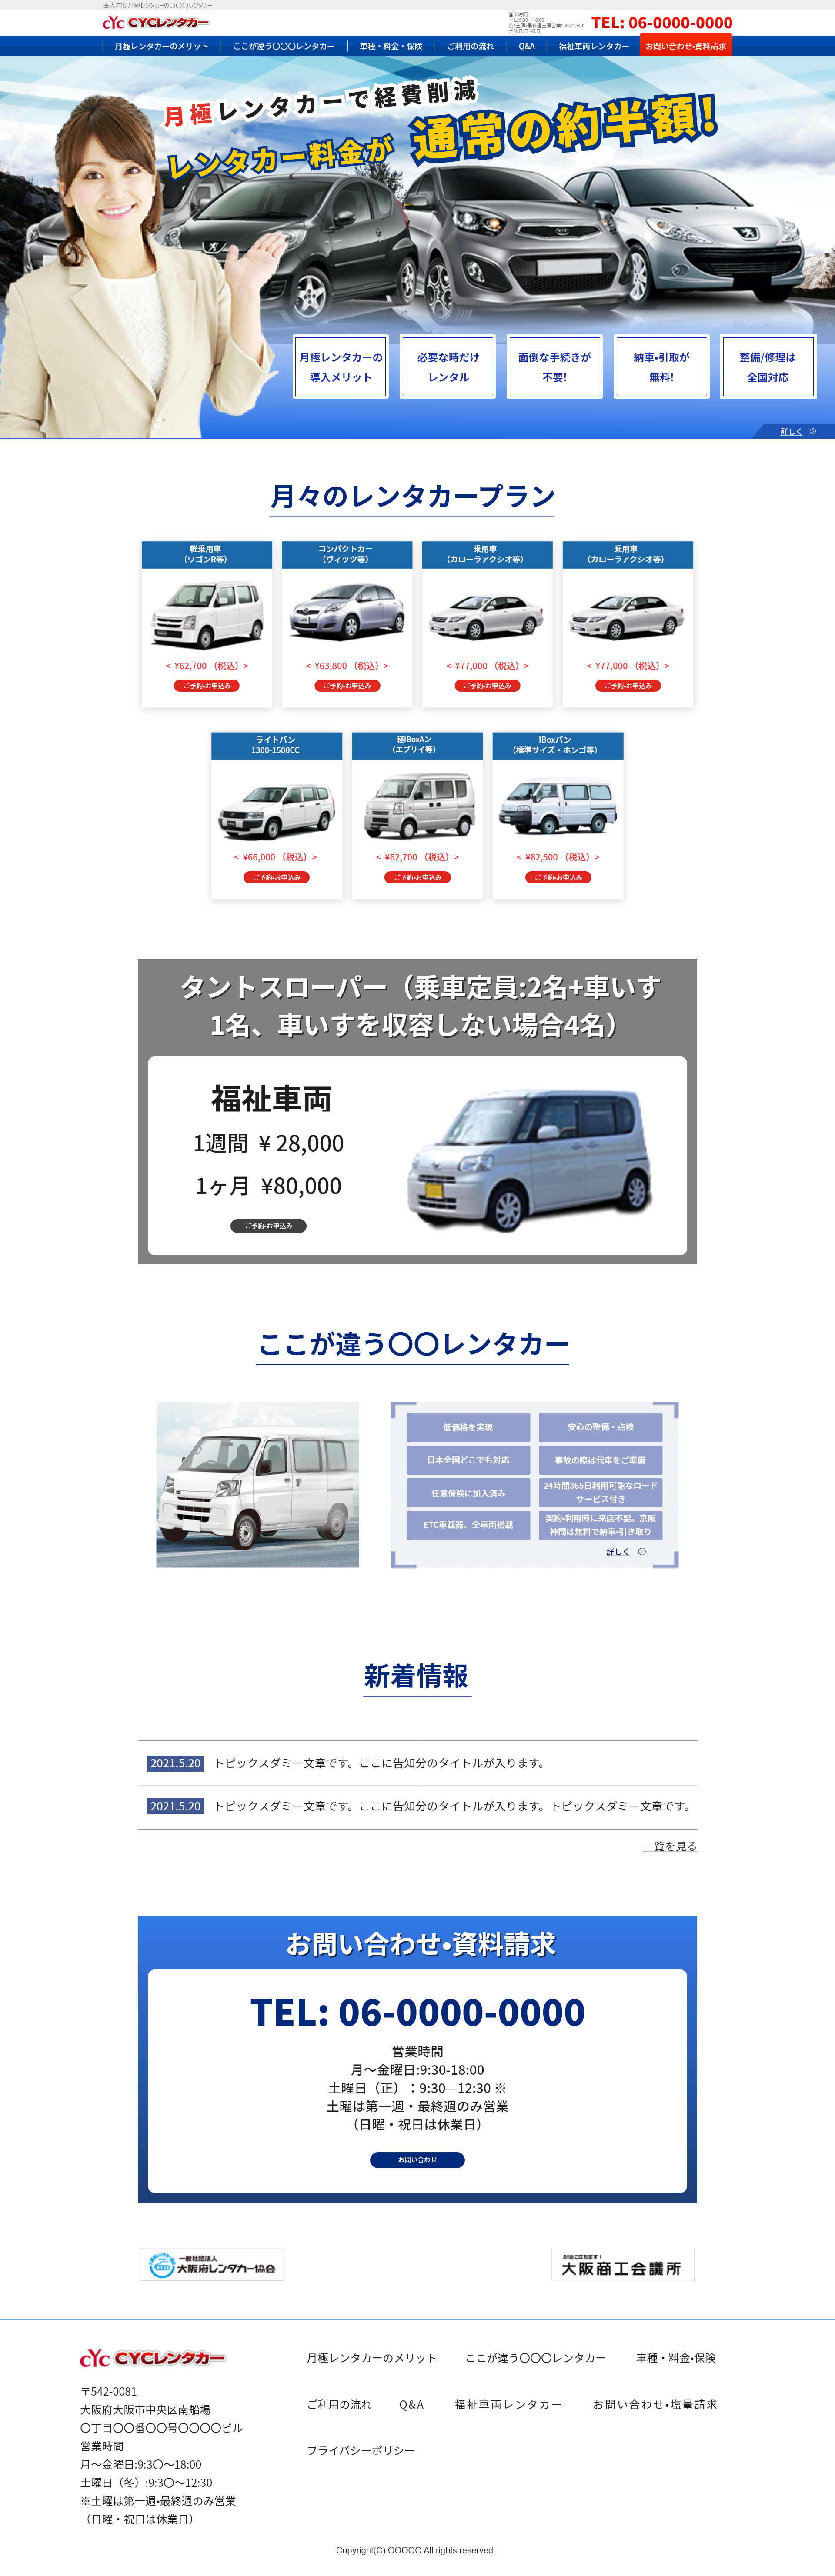 法人向け月極レンタカーの〇〇〇レンタカー
CYC CYCレンタカー
営業時間
平日:9:30～18:00
第1土曜•最終週土曜営業9:30-12:30)
定休日,日･祝日
TEL: 06-0000-0000
月極レンタカーのメリット
ここが違う〇〇〇レンタカー
車種・料金・保険
ご利用の流れ
Q&A
福祉車両レンタカー
お問い合わせ•資料請求
月極レンタカーで経費削減
レンタカー料金が 通常の約半額!
月極レンタカーの
導入メリット
必要な時だけ
レンタル
面倒な手続きが
不要!
納車•引取が
無料!
整備/修理は
全国対応
詳しく
月々のレンタカープラン
軽乗用車
（ワゴンR等）
< ¥62,700 （税込）>
ご予約•お申込み
コンパクトカー
（ヴィッツ等）
< ¥63,800 （税込）>
ご予約•お申込み
乗用車
（カローラアクシオ等）
< ¥77,000 （税込）>
ご予約•お申込み
乗用車
（カローラアクシオ等）
< ¥77,000 （税込）>
ご予約•お申込み
ライトバン
1300-1500CC
< ¥66,000 （税込）>
ご予約•お申込み
軽IBoxAン
（エブリイ等）
< ¥62,700 （税込）>
ご予約•お申込み
IBoxバン
（標準サイズ・ホンゴ等）
< ¥82,500 （税込）>
ご予約•お申込み
タントスローパー（乗車定員:2名+車いす
1名、車いすを収容しない場合4名）
福祉車両
1週間 ¥ 28,000
1ヶ月 ¥80,000
ご予約•お申込み
ここが違う〇〇レンタカー
低価格を実現
安心の整備・点検
日本全国どこでも対応
事故の際は代車をご準備
任意保険に加入済み
24時間365日利用可能なロード
サービス付き
ETC車載器、全車両搭載
契約•利用時に来店不要。京阪
神間は無料で納車•引き取り
詳しく
新着情報
2021.5.20 トピックスダミー文章です。ここに告知分のタイトルが入ります。
2021.5.20 トピックスダミー文章です。ここに告知分のタイトルが入ります。トピックスダミー文章です。
一覧を見る
お問い合わせ•資料請求
TEL: 06-0000-0000
営業時間
月〜金曜日:9:30-18:00
土曜日（正）：9:30—12:30 ※
土曜は第一週・最終週のみ営業
（日曜・祝日は休業日）
お問い合わせ
一般社団法人
大阪府レンタカー協会
お役に立ちます！
大阪商工会議所
CYC CYCレンタカー
〒542-0081
大阪府大阪市中央区南船場
〇丁目〇〇番〇〇号〇〇〇〇ビル
営業時間
月〜金曜日:9:3〇〜18:00
土曜日（冬）:9:3〇〜12:30
※土曜は第一週•最終週のみ営業
（日曜・祝日は休業日）
月極レンタカーのメリット
ここが違う〇〇〇レンタカー
車種・料金•保険
ご利用の流れ
Q&A
福祉車両レンタカー
お問い合わせ•塩量請求
プライバシーポリシー
Copyright(C) OOOOO All rights reserved.